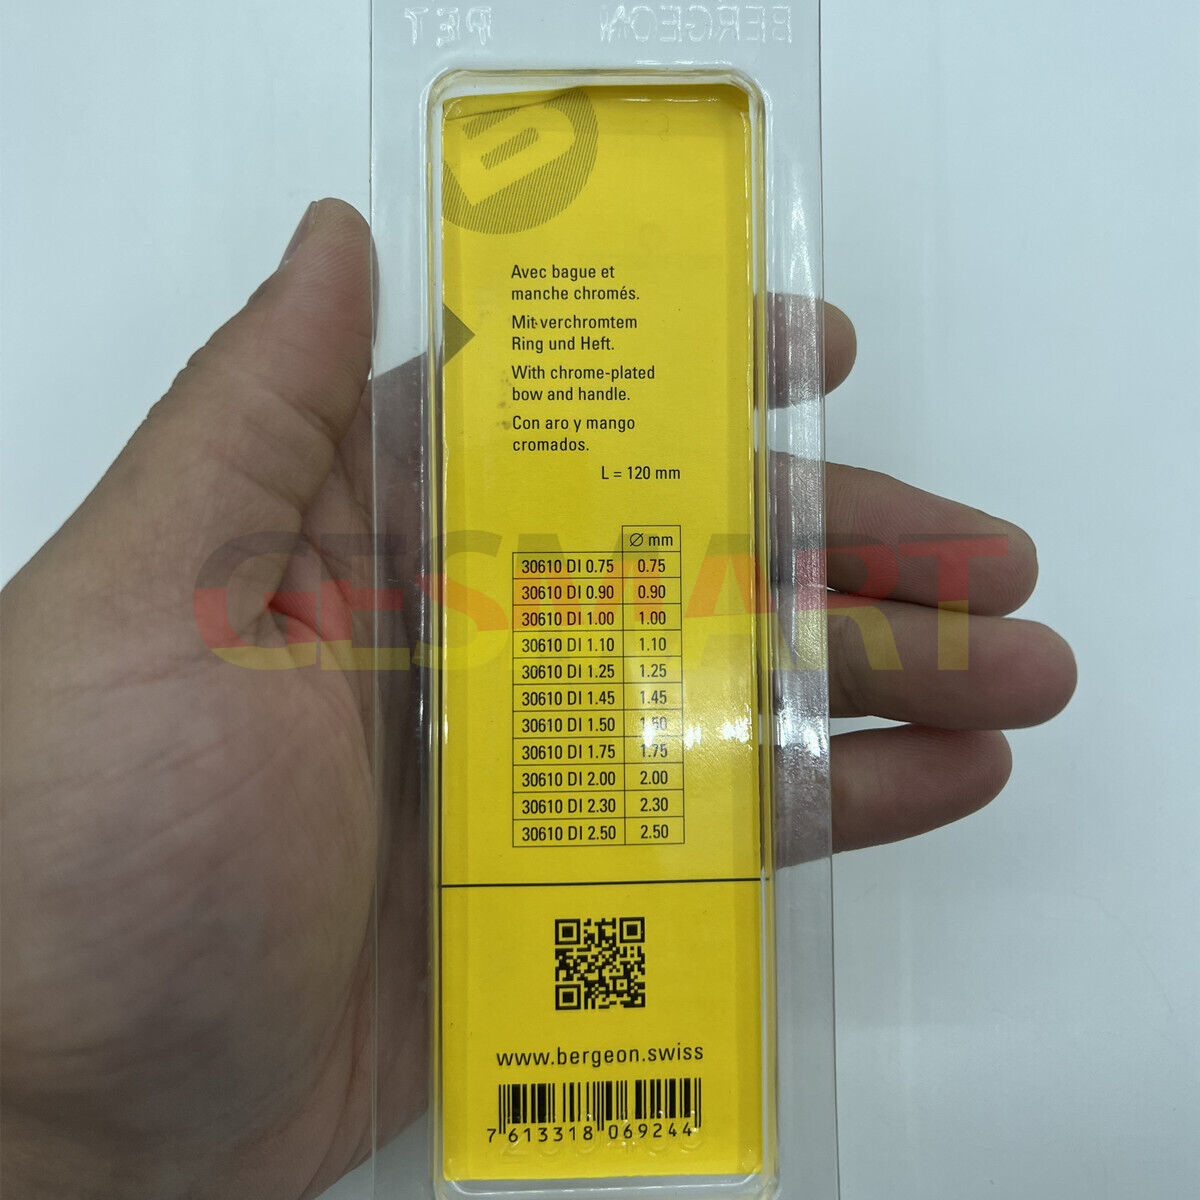 PET BERGEON
B
Avec bague et
manche chromés.
Mit verchromtem
Ring und Heft.
With chrome-plated
bow and handle.
Con aro y mango
cromados.
L = 120 mm
Ø mm
30610 DI 0.75 0.75
30610 DI 0.90 0.90
30610 DI 1.00 1.00
30610 DI 1.10 1.10
30610 DI 1.25 1.25
30610 DI 1.45 1.45
30610 DI 1.50 1.50
30610 DI 1.75 1.75
30610 DI 2.00 2.00
30610 DI 2.30 2.30
30610 DI 2.50 2.50
GESMART
www.bergeon.swiss
7 613318 069244